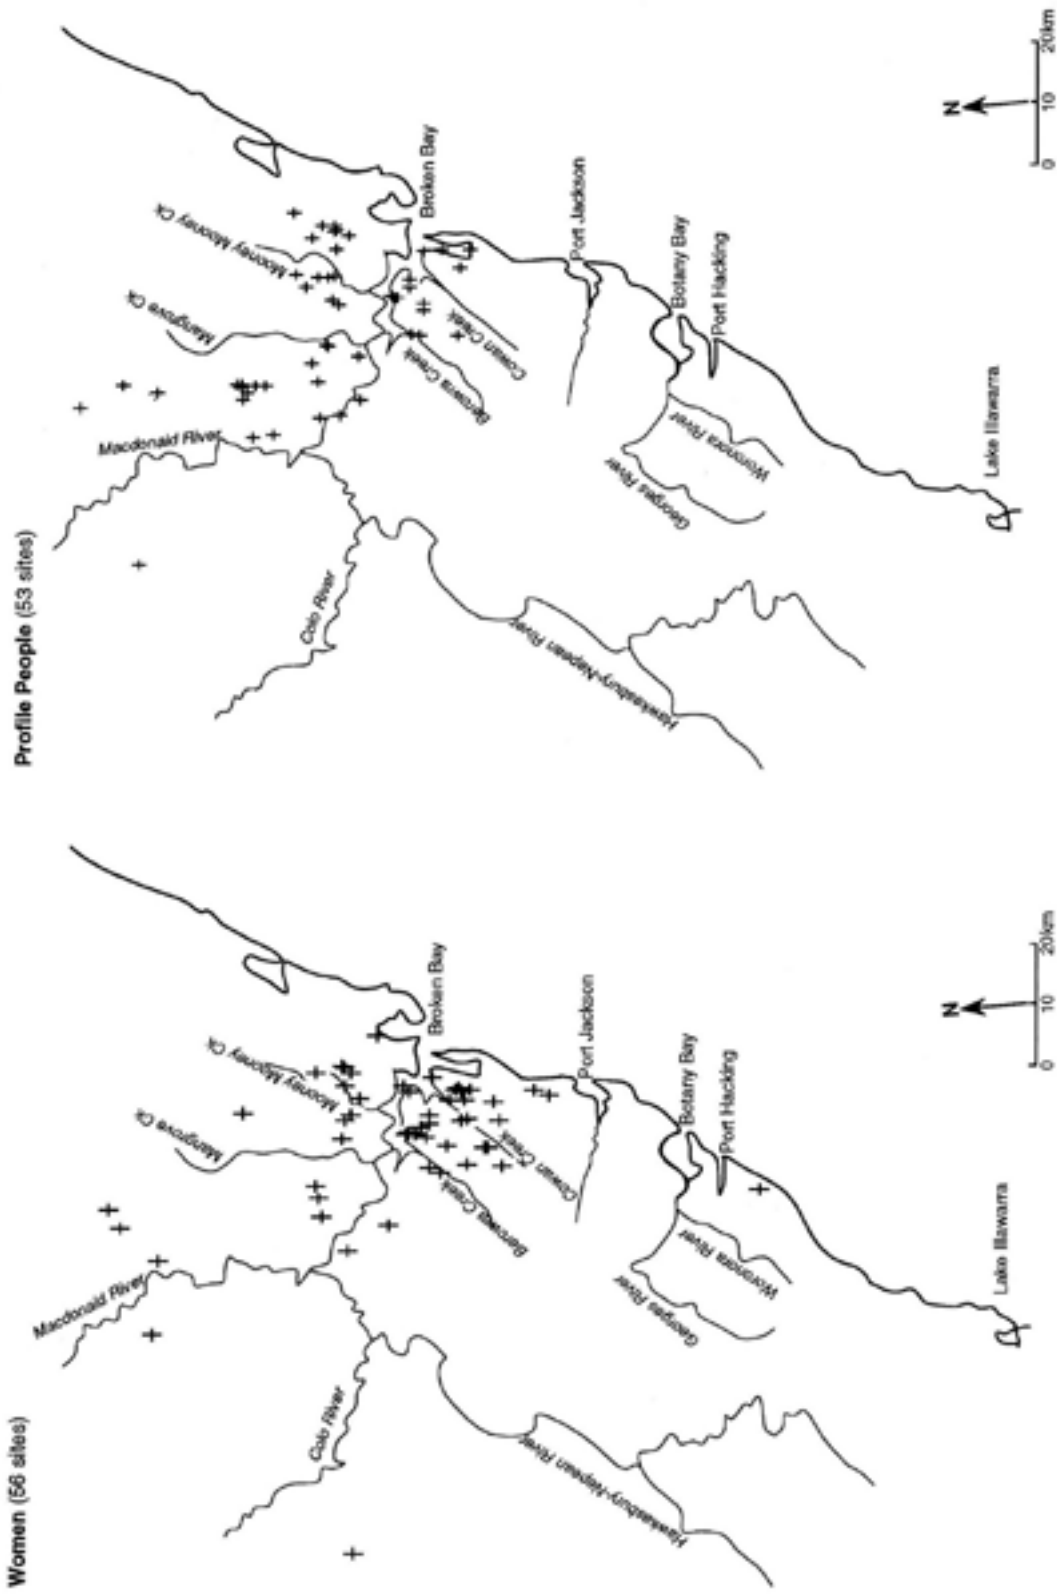 Profile People (53 sites)
Macdonald River
Mangrove Ck
Mooney Mooney Ck
Broken Bay
Colo River
Berowra Creek
Cowan Creek
Port Jackson
Hawkesbury-Nepean River
Georges River
Woronora River
Botany Bay
Port Hacking
Lake Illawarra
N
0 10 20km
Women (56 sites)
Macdonald River
Mangrove Ck
Mooney Mooney Ck
Broken Bay
Colo River
Berowra Creek
Cowan Creek
Port Jackson
Hawkesbury-Nepean River
Georges River
Woronora River
Botany Bay
Port Hacking
Lake Illawarra
N
0 10 20km